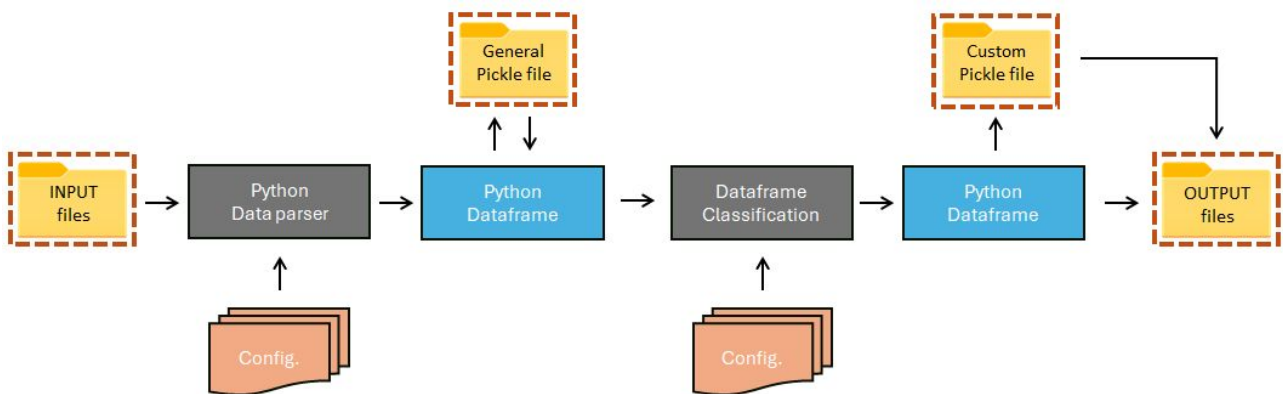 General
Pickle file
Custom
Pickle file
INPUT
files
Python
Data parser
Python
Dataframe
Dataframe
Classification
Python
Dataframe
OUTPUT
files
Config.
Config.